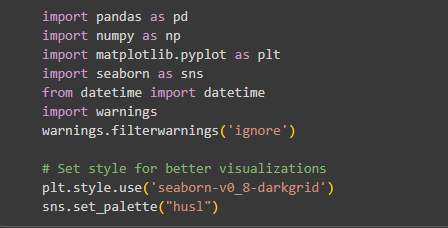 import pandas as pd
import numpy as np
import matplotlib.pyplot as plt
import seaborn as sns
from datetime import datetime
import warnings
warnings.filterwarnings('ignore')

# Set style for better visualizations
plt.style.use('seaborn-v0_8-darkgrid')
sns.set_palette("husl")